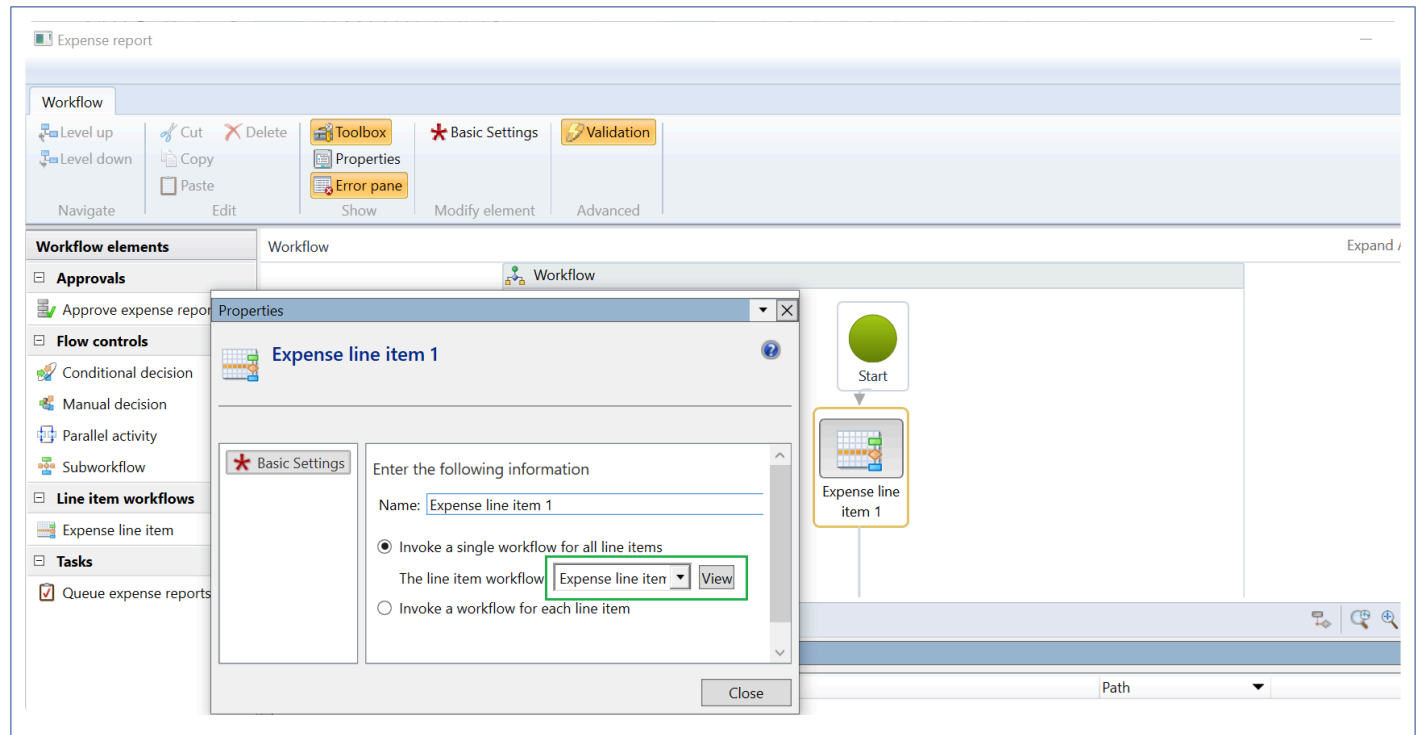 Expense report
Workflow
Level up
Cut
Delete
Toolbox
Basic Settings
Validation
Level down
Copy
Properties
Paste
Error pane
Navigate
Edit
Show
Modify element
Advanced
Workflow elements
Workflow
Expand
Workflow
Approvals
Approve expense repor
Flow controls
Conditional decision
Manual decision
Parallel activity
Subworkflow
Line item workflows
Expense line item
Tasks
Queue expense reports
Properties
Expense line item 1
Basic Settings
Enter the following information
Name: Expense line item 1
Invoke a single workflow for all line items
The line item workflow Expense line item View
Invoke a workflow for each line item
Close
Start
Expense line
item 1
Path